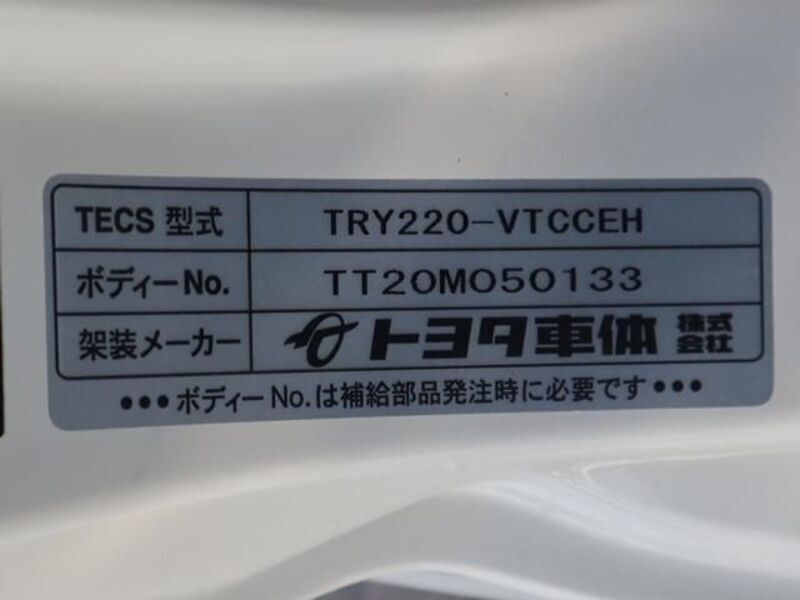 TECS 型式 TRY220-VTCCEH
ボディーNo. TT20M050133
架装メーカー トヨタ車体 株式会社
●●●ボディーNo.は補給部品発注時に必要です●●●